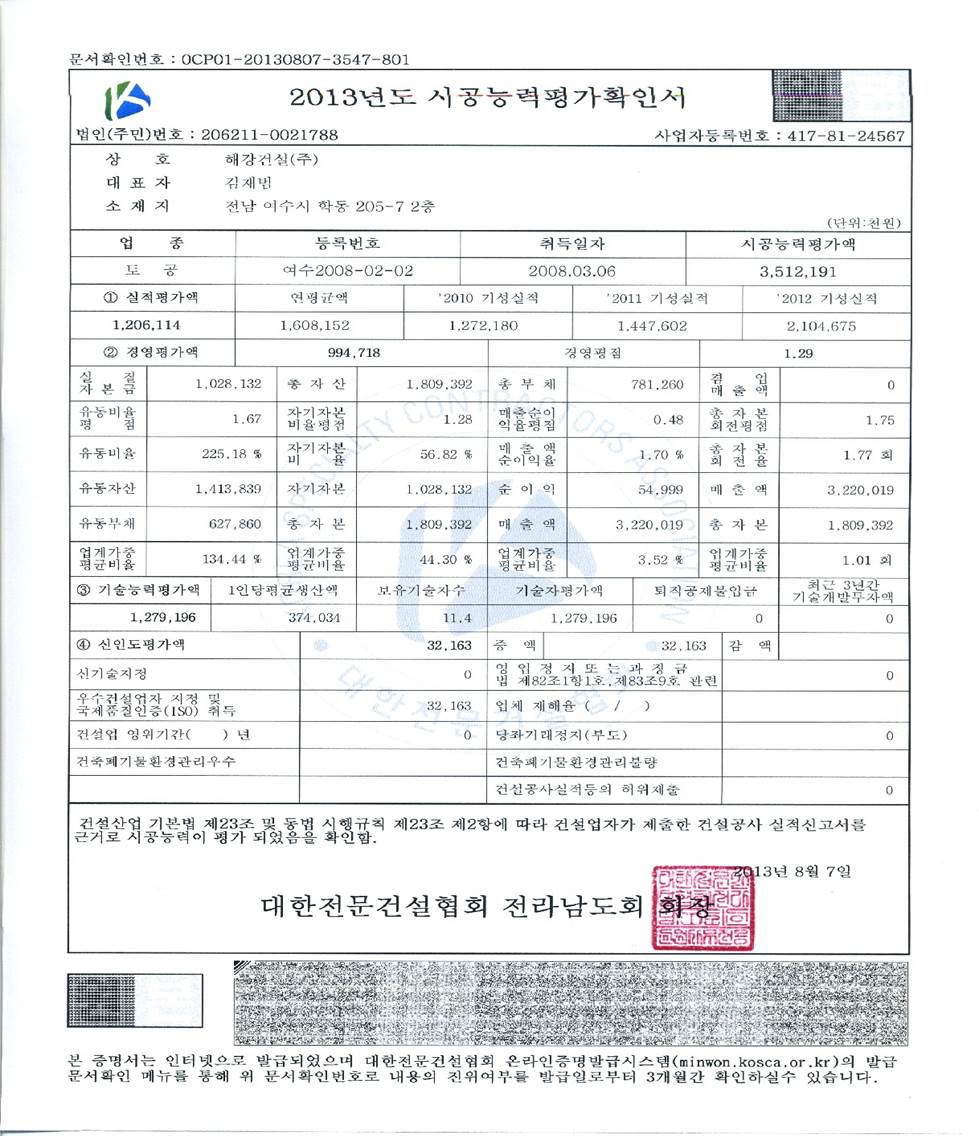 문서확인번호 : 0CP01-20130807-3547-801
2013년도 시공능력평가확인서
법인(주민)번호 : 206211-0021788 사업자등록번호 : 417-81-24567
상 호 해강건설(주)
대 표 자 김재범
소 재 지 전남 여수시 학동 205-7 2층
(단위:천원)
업 종 등록번호 취득일자 시공능력평가액
토 공 여수2008-02-02 2008.03.06 3,512,191
① 실적평가액 연평균액 '2010 기성실적 '2011 기성실적 '2012 기성실적
1,206,114 1,608,152 1,272,180 1,447,602 2,104,675
② 경영평가액 994,718 경영평점 1.29
실 질 자 본 금 1,028,132 총 자 산 1,809,392 총 부 채 781,260 겸 업 매 출 액 0
유동비율 평 점 1.67 자기자본 비율평점 1.28 매출순이 익율평점 0.48 총 자 본 회전평점 1.75
유동비율 225.18 % 자기자본 비 율 56.82 % 매 출 액 순이익율 1.70 % 총 자 본 회 전 율 1.77 회
유동자산 1,413,839 자기자본 1,028,132 순 이 익 54,999 매 출 액 3,220,019
유동부채 627,860 총 자 본 1,809,392 매 출 액 3,220,019 총 자 본 1,809,392
업계가중 평균비율 134.44 % 업계가중 평균비율 44.30 % 업계가중 평균비율 3.52 % 업계가중 평균비율 1.01 회
③ 기술능력평가액 1인당평균생산액 보유기술자수 기술자평가액 퇴직공제불입금 최근 3년간 기술개발투자액
1,279,196 374,034 11.4 1,279,196 0 0
④ 신인도평가액 32,163 증 액 32,163 감 액
신기술지정 0 영 업 정 지 또 는 과 징 금 법 제82조1항1호,제83조9호 관련 0
우수건설업자 지정 및 국제품질인증(ISO) 취득 32,163 업체 재해율 ( / )
건설업 영위기간( ) 년 0 당좌거래정지(부도) 0
건축폐기물환경관리우수 건축폐기물환경관리불량
건설공사실적등의 허위제출 0
건설산업 기본법 제23조 및 동법 시행규칙 제23조 제2항에 따라 건설업자가 제출한 건설공사 실적신고서를
근거로 시공능력이 평가 되었음을 확인함.
2013년 8월 7일
대한전문건설협회 전라남도회 회장
본 증명서는 인터넷으로 발급되었으며 대한전문건설협회 온라인증명발급시스템(minwon.kosca.or.kr)의 발급
문서확인 메뉴를 통해 위 문서확인번호로 내용의 진위여부를 발급일로부터 3개월간 확인하실수 있습니다.